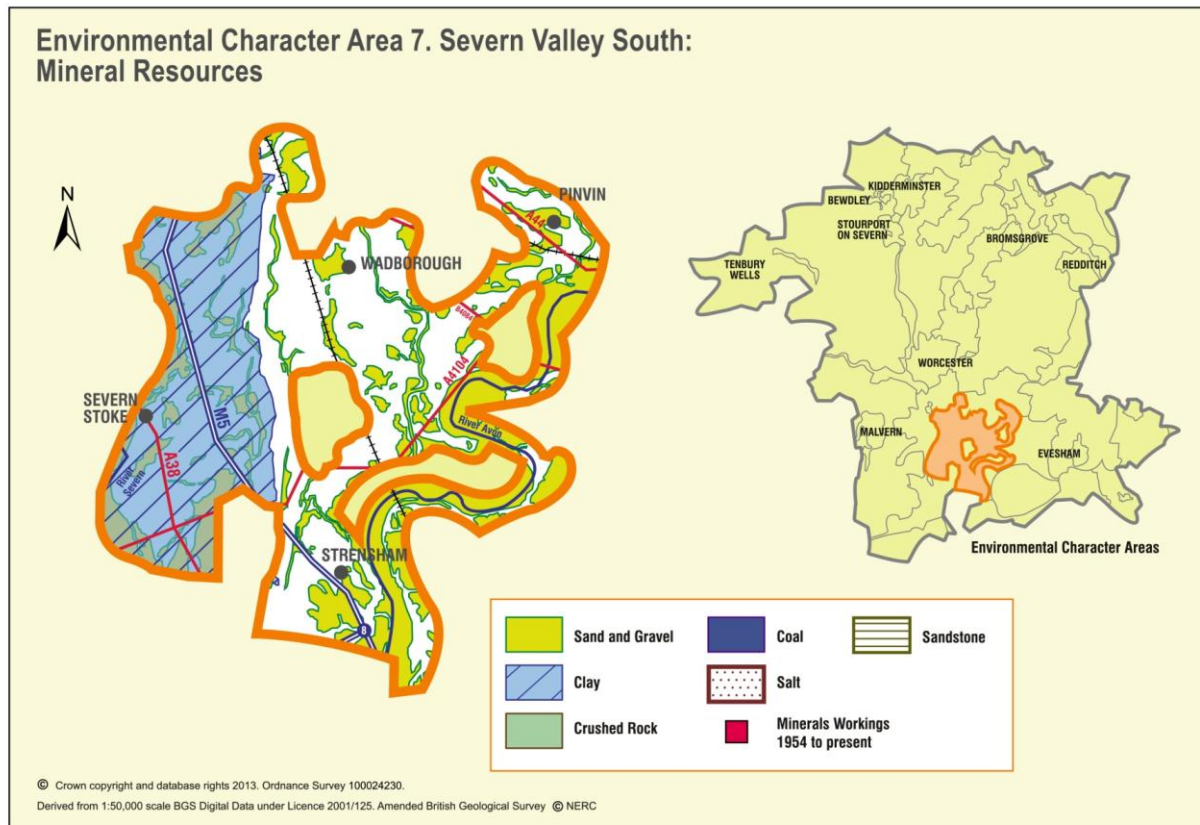 Environmental Character Area 7. Severn Valley South:
Mineral Resources
N
PINVIN
A44
WADBOROUGH
B4084
A4104
SEVERN
STOKE
M5
A38
River
Severn
River Avon
STRENSHAM
8
KIDDERMINSTER
BEWDLEY
STOURPORT
ON SEVERN
BROMSGROVE
TENBURY
WELLS
REDDITCH
WORCESTER
MALVERN
EVESHAM
Environmental Character Areas
Sand and Gravel
Coal
Sandstone
Clay
Salt
Crushed Rock
Minerals Workings
1954 to present
© Crown copyright and database rights 2013. Ordnance Survey 100024230.
Derived from 1:50,000 scale BGS Digital Data under Licence 2001/125. Amended British Geological Survey © NERC